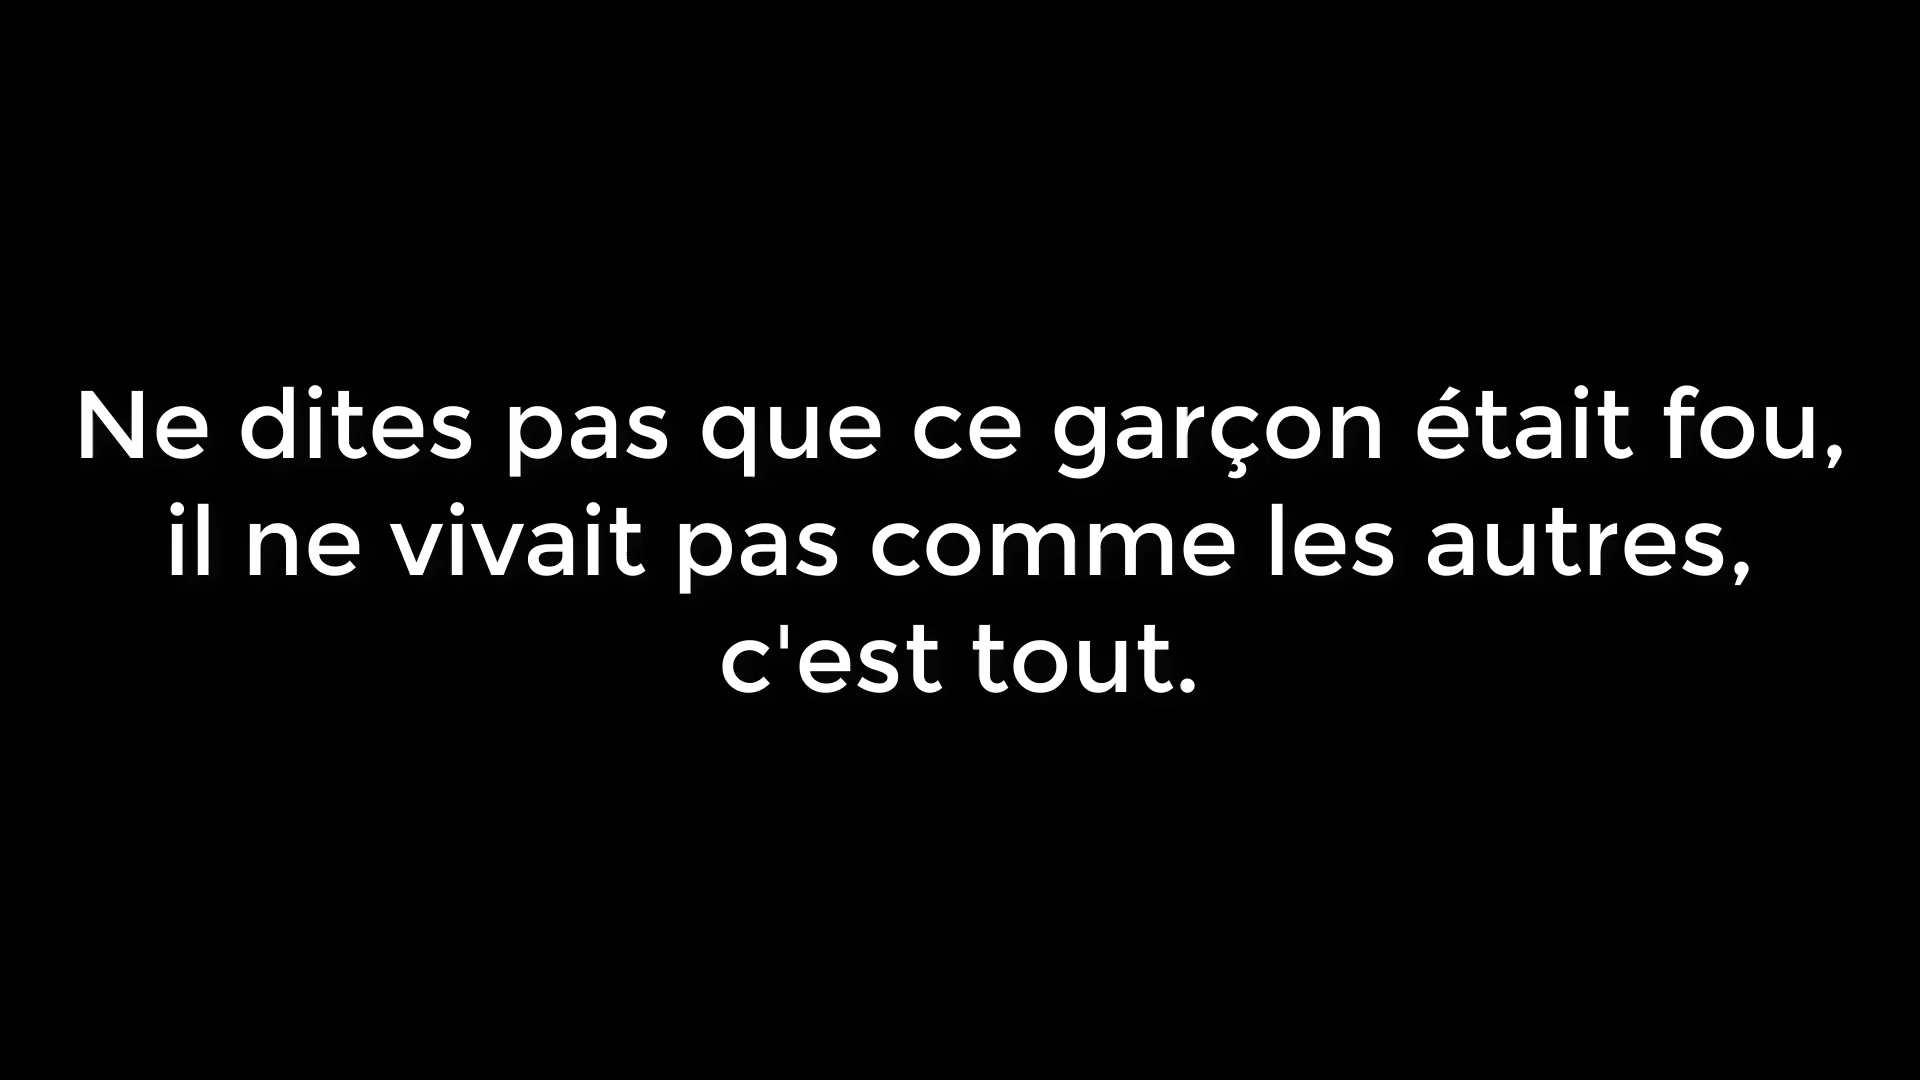 Ne dites pas que ce garçon était fou,
il ne vivait pas comme les autres,
c'est tout.